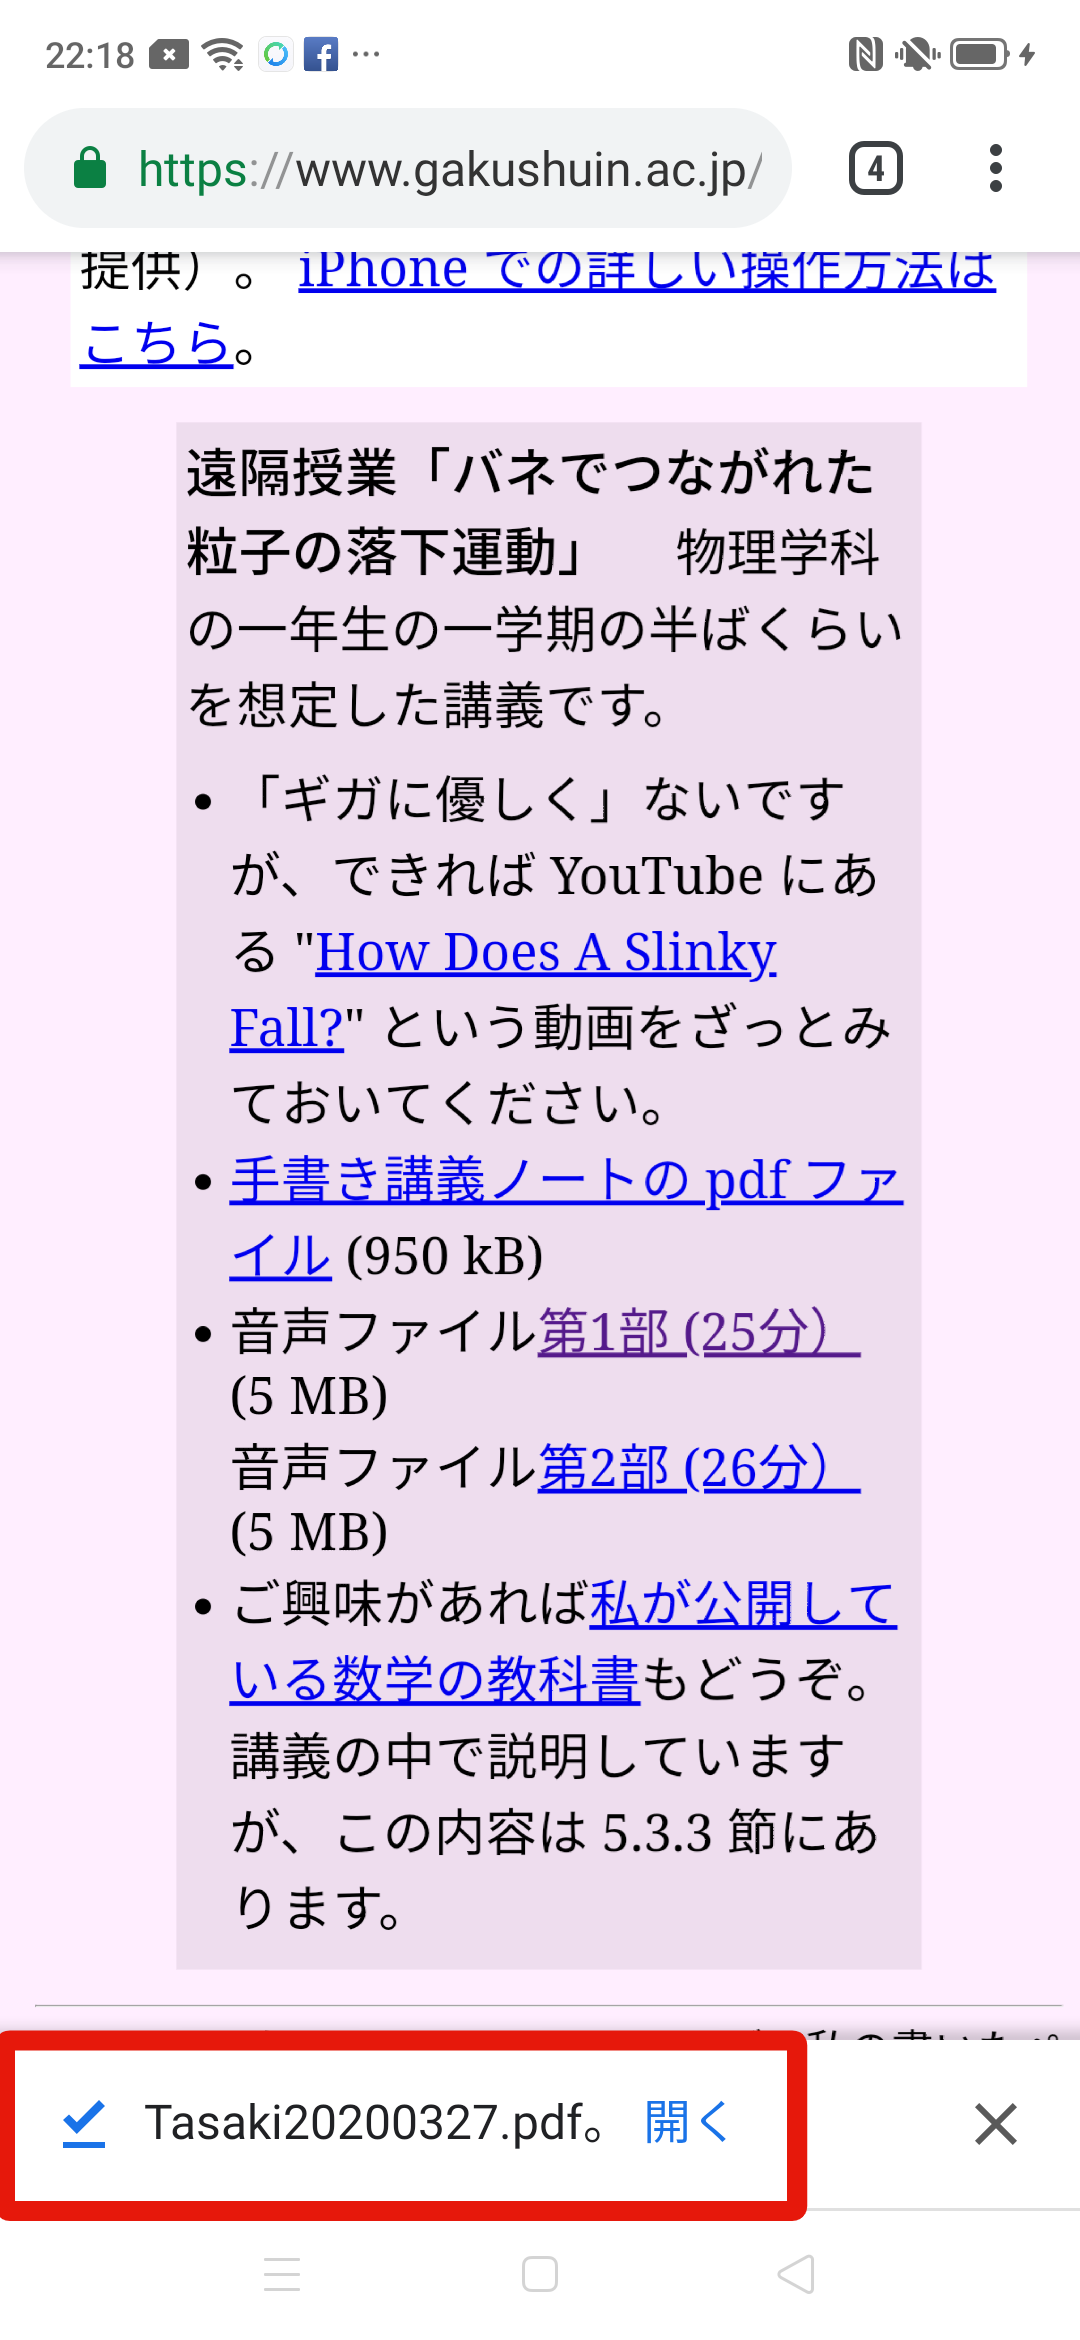 22:18
https://www.gakushuin.ac.jp/
4
提供）。 iPhone での詳しい操作方法は
こちら。
遠隔授業「バネでつながれた
粒子の落下運動」　物理学科
の一年生の一学期の半ばくらい
を想定した講義です。
• 「ギガに優しく」ないです
が、できれば YouTube にあ
る "How Does A Slinky
Fall?" という動画をざっとみ
ておいてください。
• 手書き講義ノートの pdf ファ
イル (950 kB)
• 音声ファイル第1部 (25分）
(5 MB)
音声ファイル第2部 (26分）
(5 MB)
• ご興味があれば私が公開して
いる数学の教科書もどうぞ。
講義の中で説明しています
が、この内容は 5.3.3 節にあ
ります。
Tasaki20200327.pdf。 開く